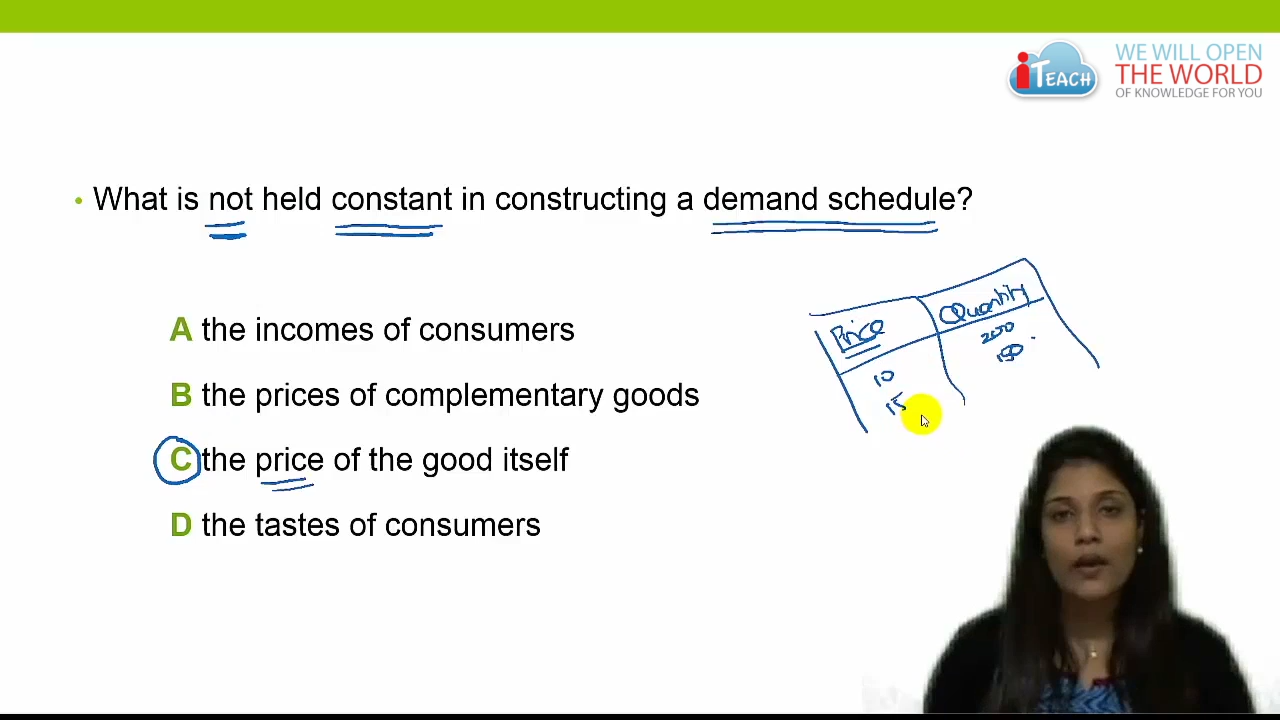 iTEACH
WE WILL OPEN
THE WORLD
OF KNOWLEDGE FOR YOU
• What is not held constant in constructing a demand schedule?
A the incomes of consumers
B the prices of complementary goods
C the price of the good itself
D the tastes of consumers
Price Quantity
10 200
15 150